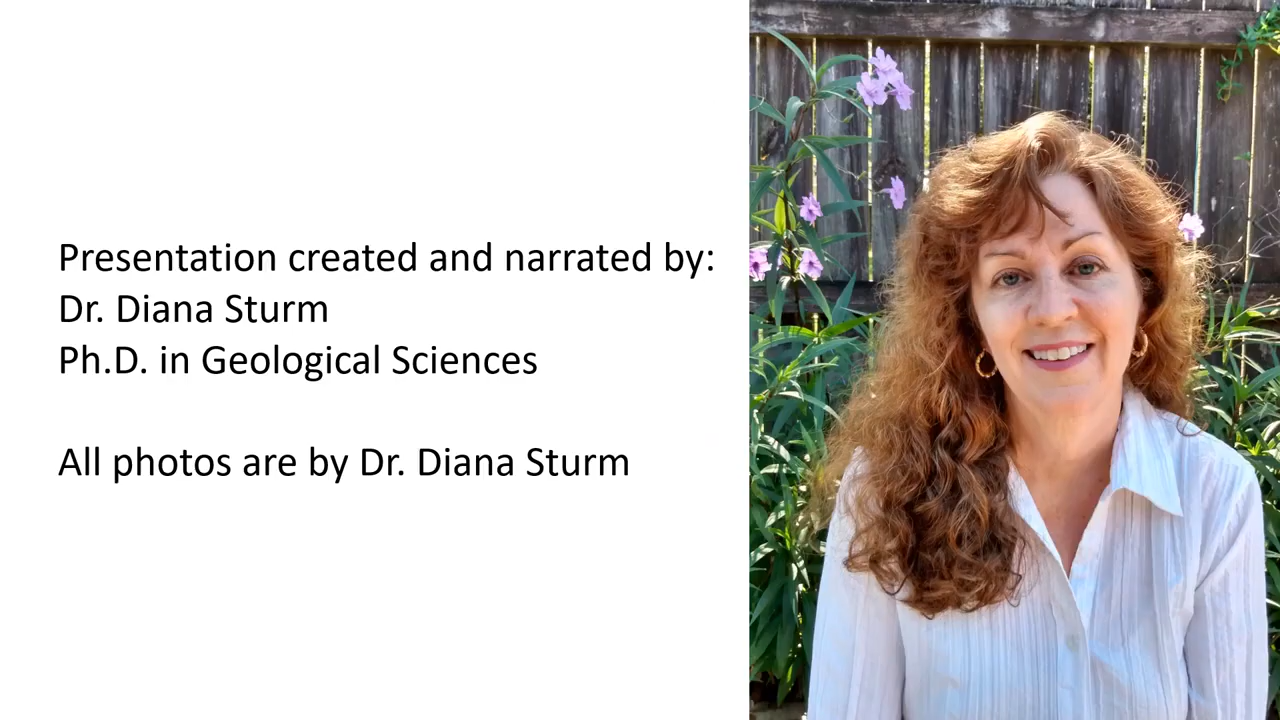 Presentation created and narrated by:
Dr. Diana Sturm
Ph.D. in Geological Sciences
All photos are by Dr. Diana Sturm